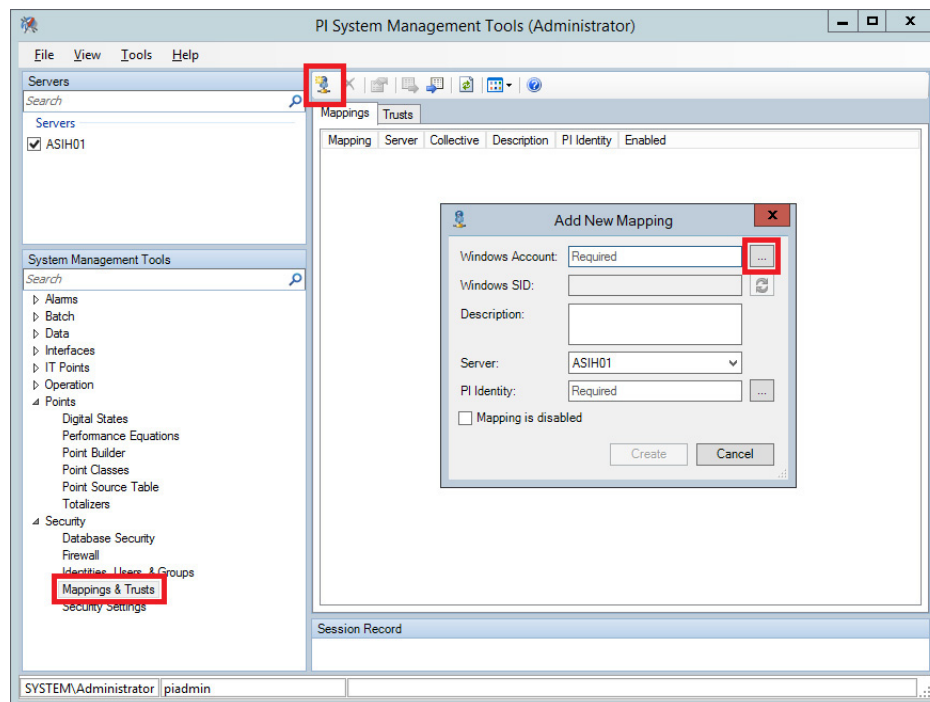 PI System Management Tools (Administrator)
File View Tools Help
Servers
Search
Servers
ASIH01
System Management Tools
Search
Alarms
Batch
Data
Interfaces
IT Points
Operation
Points
Digital States
Performance Equations
Point Builder
Point Classes
Point Source Table
Totalizers
Security
Database Security
Firewall
Identities, Users, & Groups
Mappings & Trusts
Security Settings
Mappings Trusts
Mapping Server Collective Description PI Identity Enabled
Add New Mapping
Windows Account: Required ...
Windows SID:
Description:
Server: ASIH01
PI Identity: Required ...
Mapping is disabled
Create Cancel
Session Record
SYSTEM\Administrator piadmin